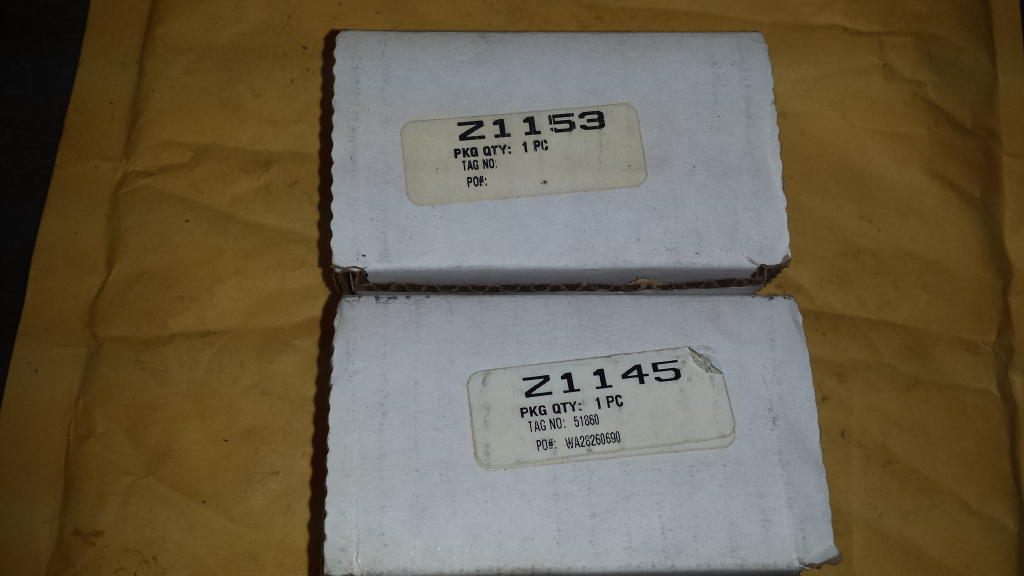 Z1153
PKG QTY: 1 PC
TAG NO:
PO#:
Z1145
PKG QTY: 1 PC
TAG NO: 51860
PO#: WA28260690